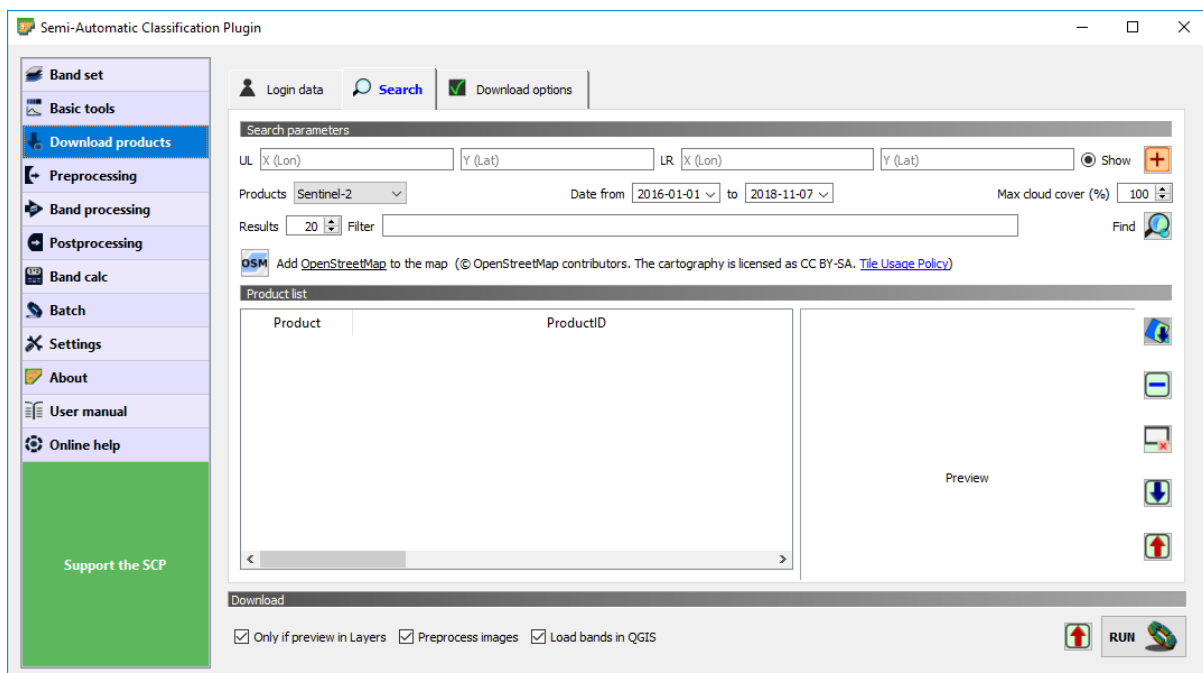 Semi-Automatic Classification Plugin
Band set
Basic tools
Download products
Preprocessing
Band processing
Postprocessing
Band calc
Batch
Settings
About
User manual
Online help
Support the SCP
Login data Search Download options
Search parameters
UL X (Lon) Y (Lat) LR X (Lon) Y (Lat) Show
Products Sentinel-2 Date from 2016-01-01 to 2018-11-07 Max cloud cover (%) 100
Results 20 Filter Find
OSM Add OpenStreetMap to the map (© OpenStreetMap contributors. The cartography is licensed as CC BY-SA. Tile Usage Policy)
Product list
Product ProductID
Preview
Download
Only if preview in Layers Preprocess images Load bands in QGIS RUN